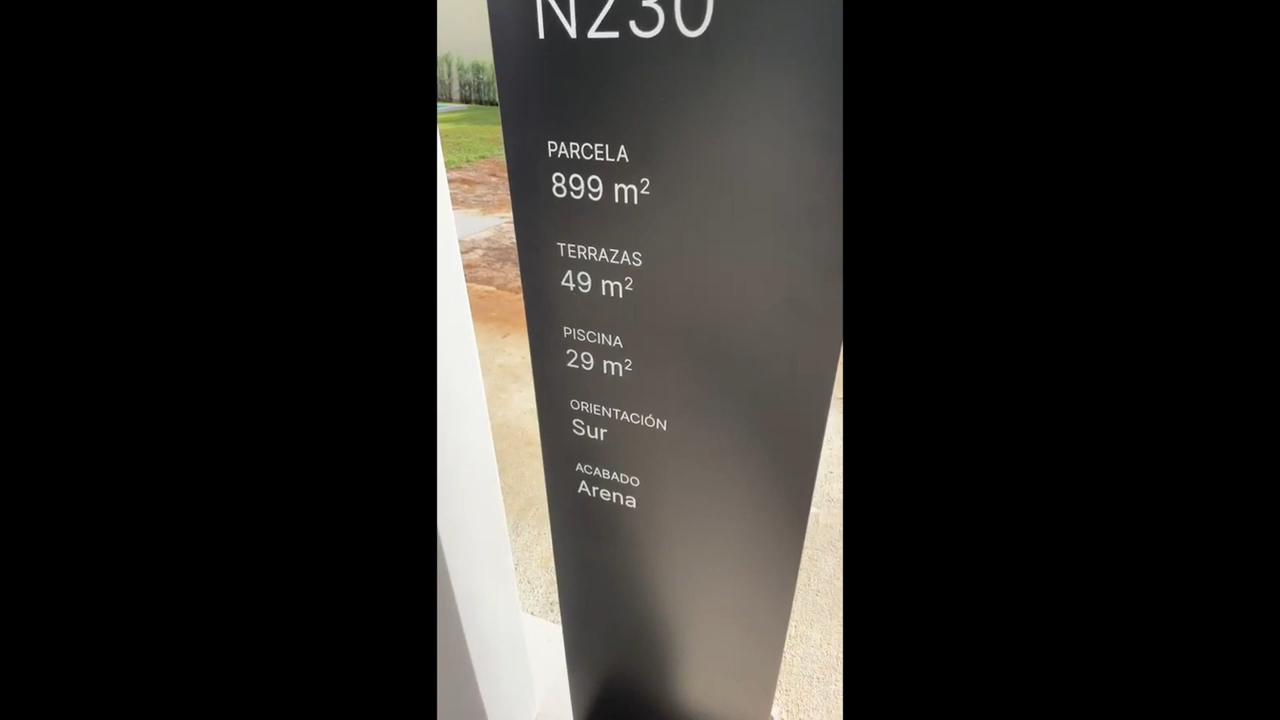 N230
PARCELA
899 m²
TERRAZAS
49 m²
PISCINA
29 m²
ORIENTACIÓN
Sur
ACABADO
Arena